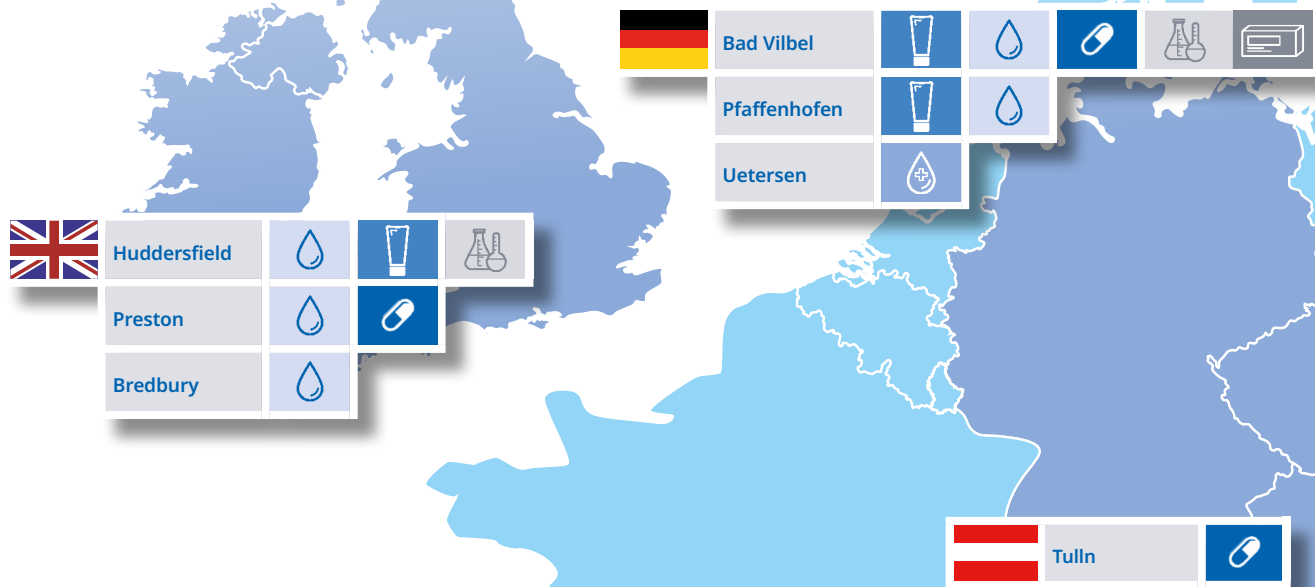 Bad Vilbel
Pfaffenhofen
Uetersen
Huddersfield
Preston
Bredbury
Tulln